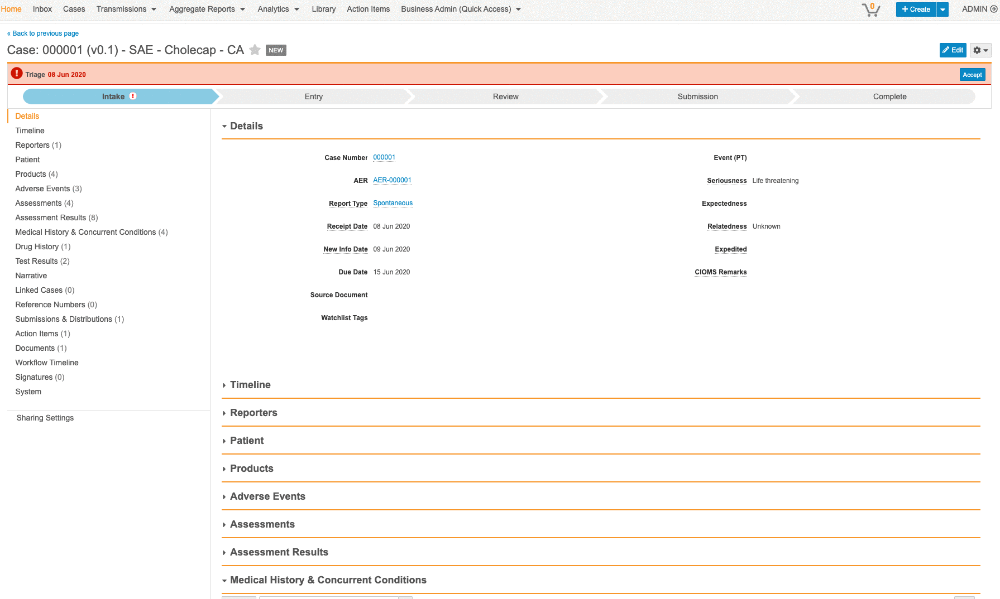 Home Inbox Cases Transmissions Aggregate Reports Analytics Library Action Items Business Admin (Quick Access) 0 + Create ADMIN
« Back to previous page
Case: 000001 (v0.1) - SAE - Cholecap - CA NEW Edit
! Triage 08 Jun 2020 Accept
Intake ! Entry Review Submission Complete
Details
Timeline
Reporters (1)
Patient
Products (4)
Adverse Events (3)
Assessments (4)
Assessment Results (8)
Medical History & Concurrent Conditions (4)
Drug History (1)
Test Results (2)
Narrative
Linked Cases (0)
Reference Numbers (0)
Submissions & Distributions (1)
Action Items (1)
Documents (1)
Workflow Timeline
Signatures (0)
System
Sharing Settings
Details
Case Number 000001
AER AER-000001
Report Type Spontaneous
Receipt Date 08 Jun 2020
New Info Date 09 Jun 2020
Due Date 15 Jun 2020
Source Document
Watchlist Tags
Event (PT)
Seriousness Life threatening
Expectedness
Relatedness Unknown
Expedited
CIOMS Remarks
Timeline
Reporters
Patient
Products
Adverse Events
Assessments
Assessment Results
Medical History & Concurrent Conditions